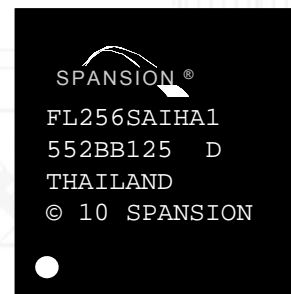 SPANSION ®
FL256SAIHA1
552BB125 D
THAILAND
© 10 SPANSION